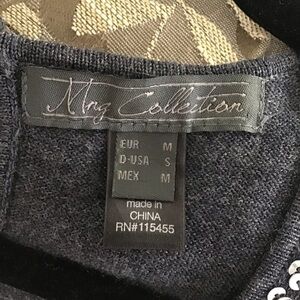 Mng Collection
EUR M
D-USA S
MEX M
made in
CHINA
RN#115455